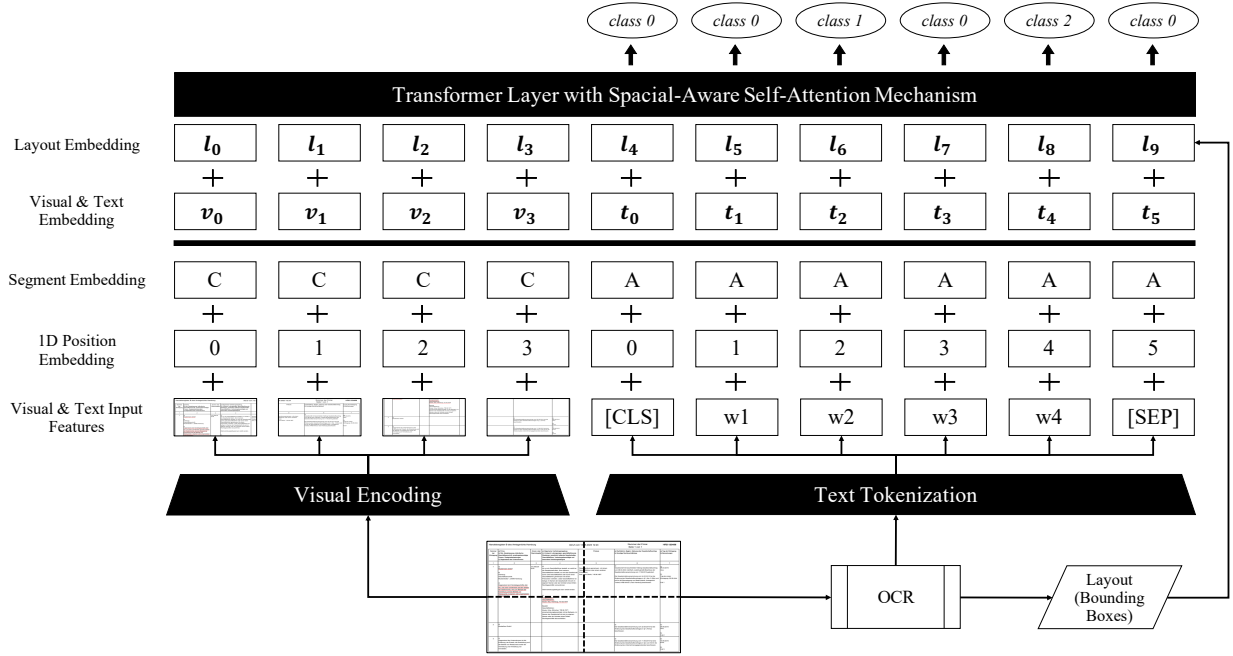 class 0 class 0 class 1 class 0 class 2 class 0
Transformer Layer with Spacial-Aware Self-Attention Mechanism
Layout Embedding
l0 l1 l2 l3 l4 l5 l6 l7 l8 l9
+ + + + + + + + + +
Visual & Text
Embedding
v0 v1 v2 v3 t0 t1 t2 t3 t4 t5
Segment Embedding
C C C C A A A A A A
+ + + + + + + + + +
1D Position
Embedding
0 1 2 3 0 1 2 3 4 5
+ + + + + + + + + +
Visual & Text Input
Features
[CLS] w1 w2 w3 w4 [SEP]
Visual Encoding
Text Tokenization
OCR
Layout
(Bounding
Boxes)